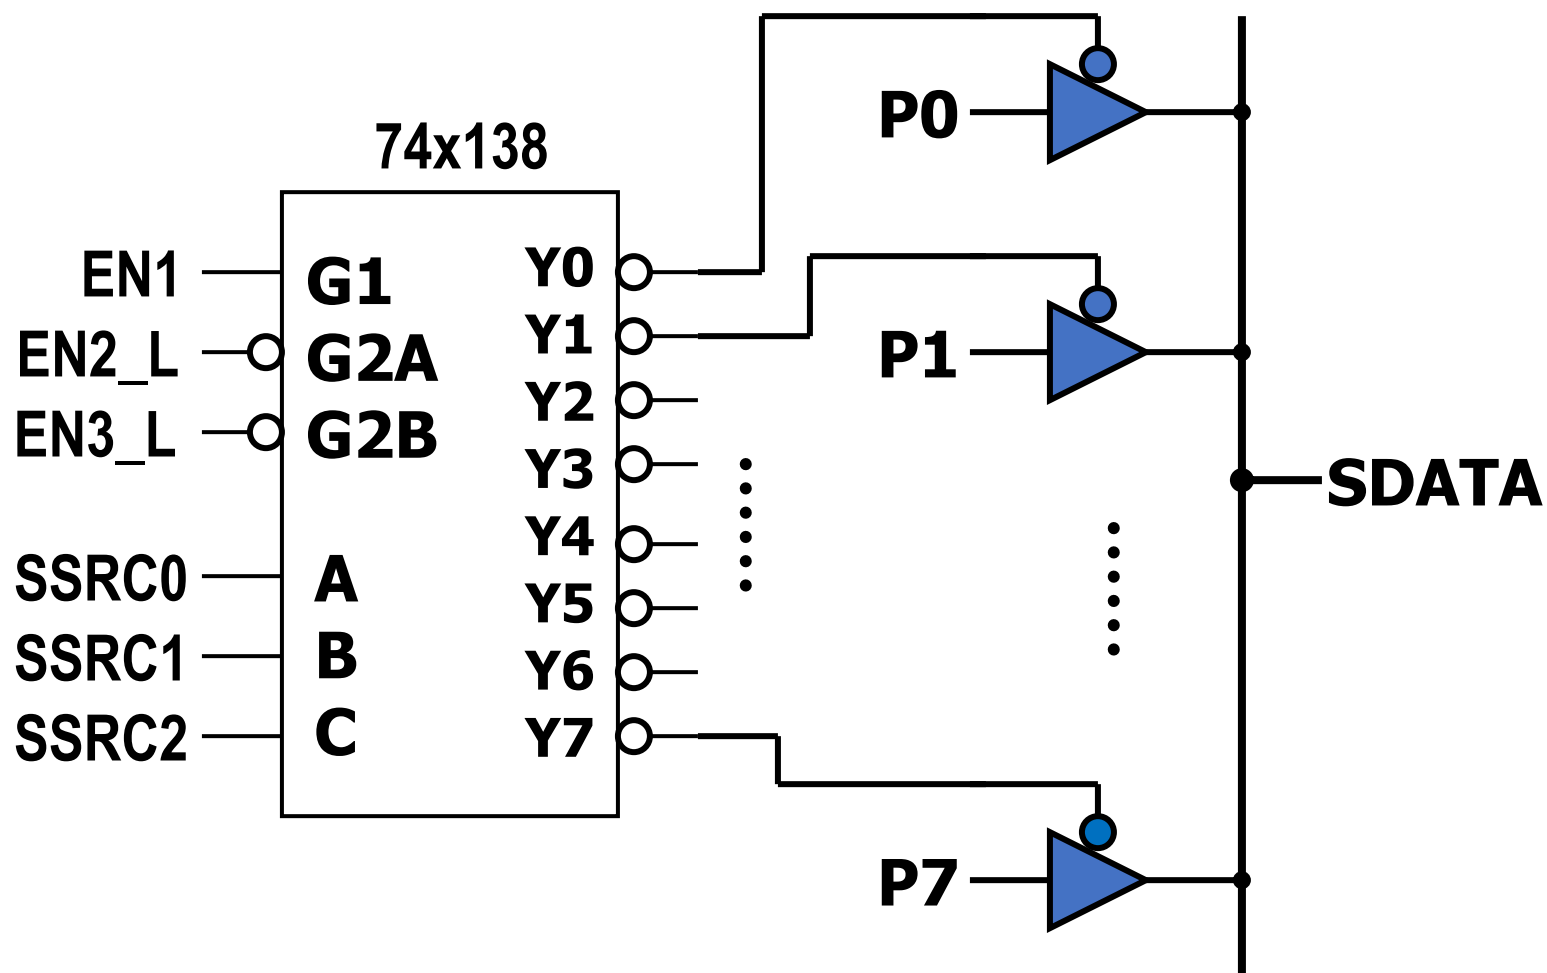 74x138
EN1
EN2_L
EN3_L
SSRC0
SSRC1
SSRC2
G1
G2A
G2B
A
B
C
Y0
Y1
Y2
Y3
Y4
Y5
Y6
Y7
P0
P1
P7
SDATA